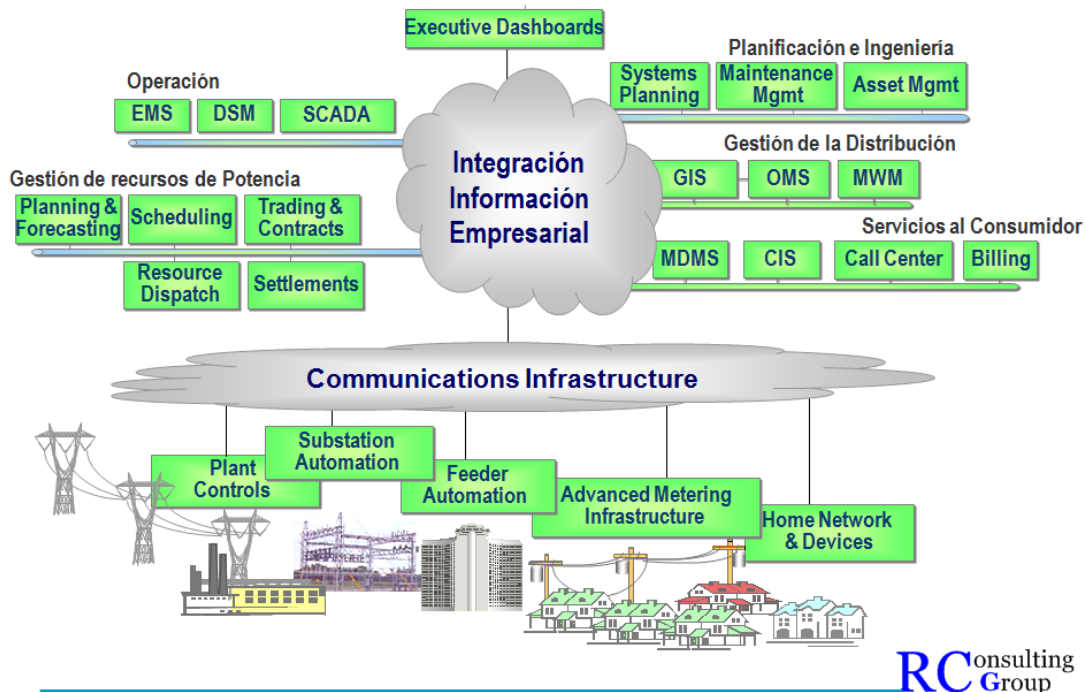 Executive Dashboards
Operación
EMS
DSM
SCADA
Planificación e Ingeniería
Systems
Planning
Maintenance
Mgmt
Asset Mgmt
Gestión de la Distribución
GIS
OMS
MWM
Gestión de recursos de Potencia
Planning &
Forecasting
Scheduling
Trading &
Contracts
Resource
Dispatch
Settlements
Integración
Información
Empresarial
Servicios al Consumidor
MDMS
CIS
Call Center
Billing
Communications Infrastructure
Plant
Controls
Substation
Automation
Feeder
Automation
Advanced Metering
Infrastructure
Home Network
& Devices
RConsulting
Group